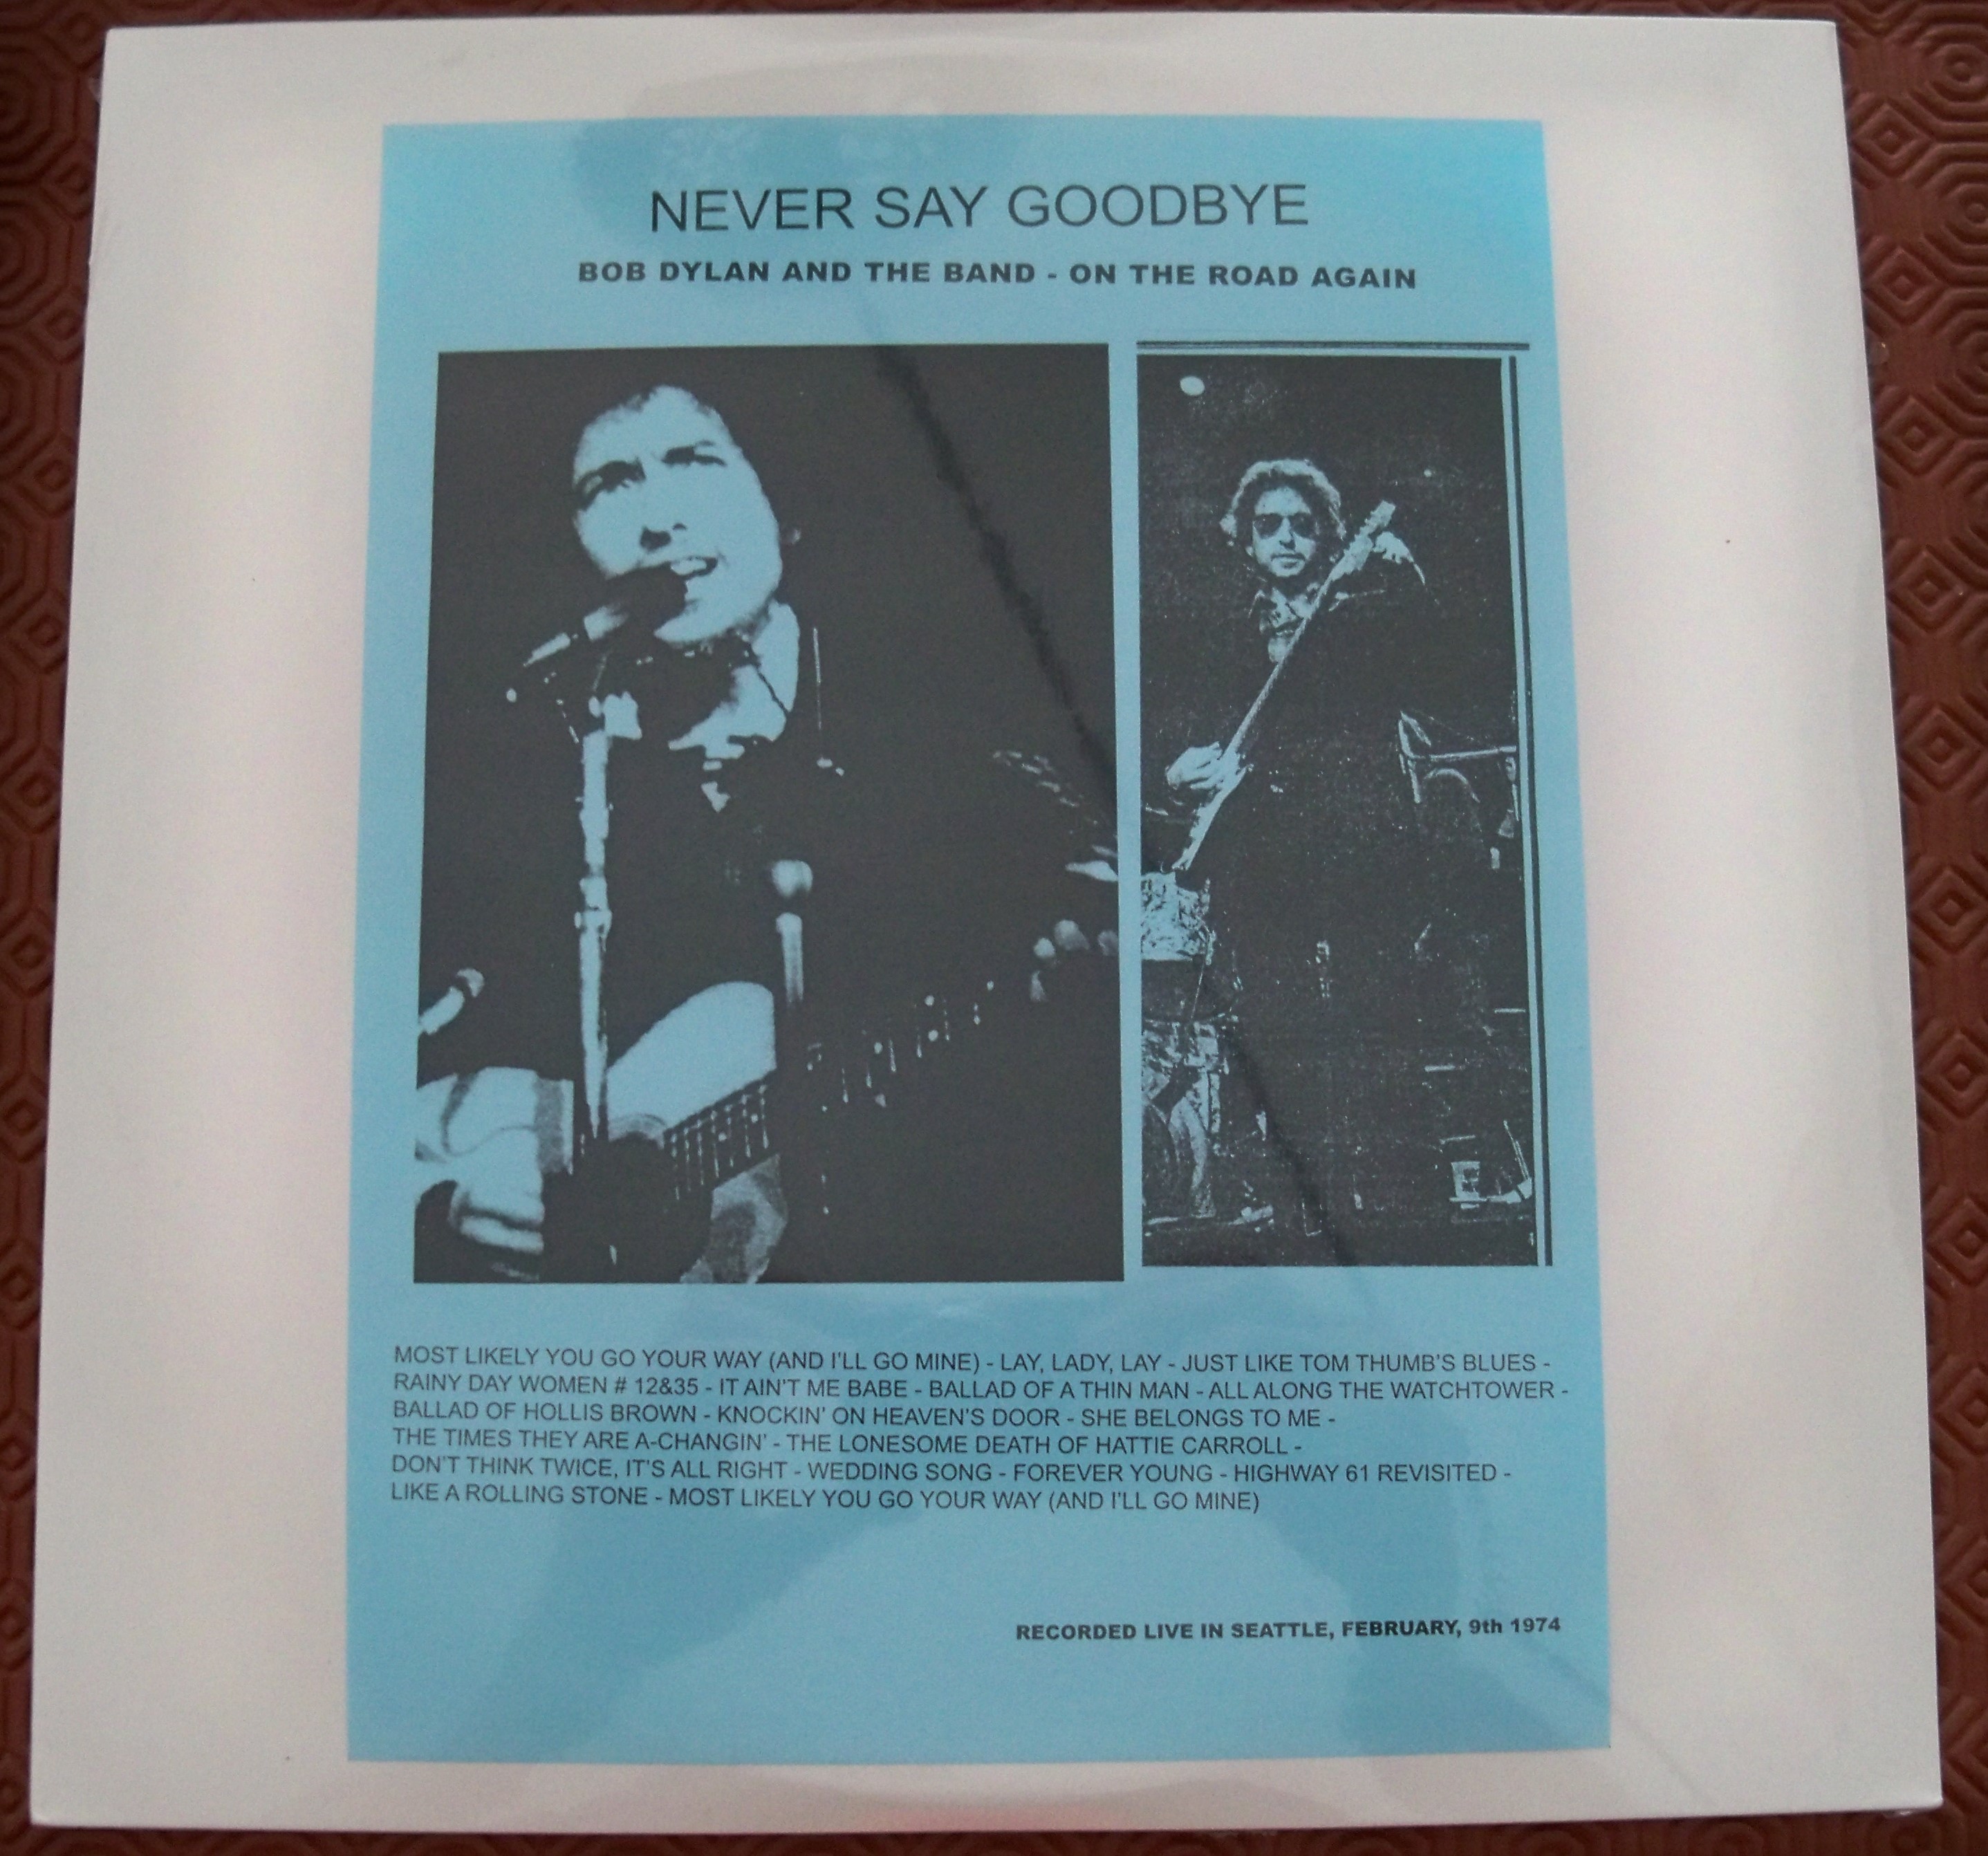 NEVER SAY GOODBYE
BOB DYLAN AND THE BAND - ON THE ROAD AGAIN
MOST LIKELY YOU GO YOUR WAY (AND I'LL GO MINE) - LAY, LADY, LAY - JUST LIKE TOM THUMB'S BLUES -
RAINY DAY WOMEN # 12&35 - IT AIN'T ME BABE - BALLAD OF A THIN MAN - ALL ALONG THE WATCHTOWER -
BALLAD OF HOLLIS BROWN - KNOCKIN' ON HEAVEN'S DOOR - SHE BELONGS TO ME -
THE TIMES THEY ARE A-CHANGIN' - THE LONESOME DEATH OF HATTIE CARROLL -
DON'T THINK TWICE, IT'S ALL RIGHT - WEDDING SONG - FOREVER YOUNG - HIGHWAY 61 REVISITED -
LIKE A ROLLING STONE - MOST LIKELY YOU GO YOUR WAY (AND I'LL GO MINE)
RECORDED LIVE IN SEATTLE, FEBRUARY, 9th 1974